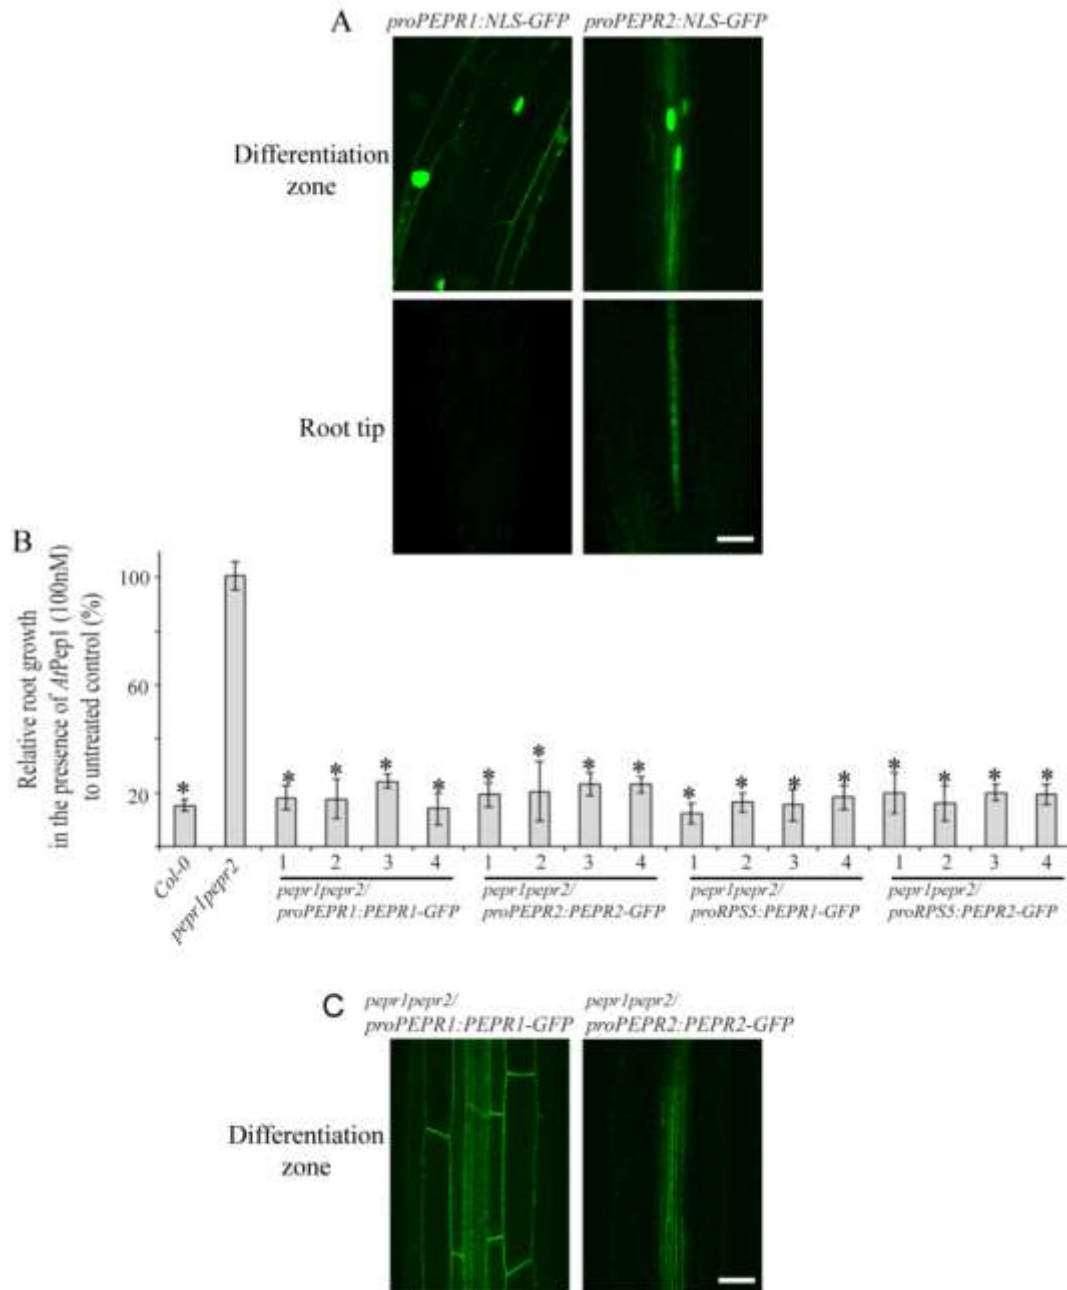 A
proPEPR1:NLS-GFP proPEPR2:NLS-GFP
Differentiation
zone
Root tip
B
Relative root growth
in the presence of AtPep1 (100nM)
to untreated control (%)
100
60
20
* * * * * * * * * * * * * * * * *
Col-0
pepr1pepr2
1 2 3 4 1 2 3 4 1 2 3 4 1 2 3 4
pepr1pepr2/ pepr1pepr2/ pepr1pepr2/ pepr1pepr2/
proPEPR1:PEPR1-GFP proPEPR2:PEPR2-GFP proRPS5:PEPR1-GFP proRPS5:PEPR2-GFP
C
pepr1pepr2/ pepr1pepr2/
proPEPR1:PEPR1-GFP proPEPR2:PEPR2-GFP
Differentiation
zone